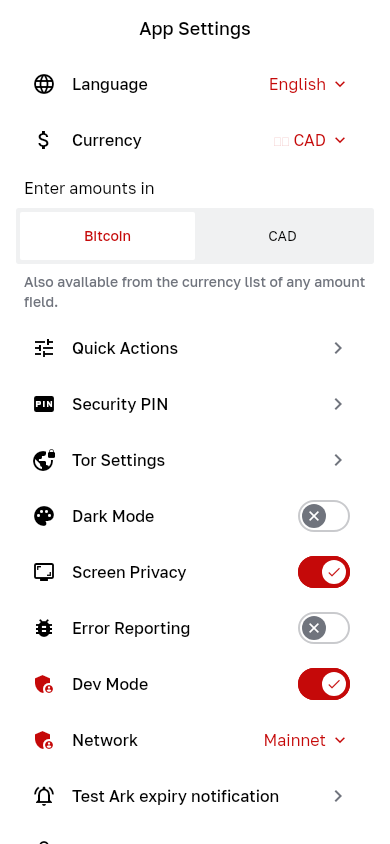 App Settings
Language English
Currency CAD
Enter amounts in
Bitcoin CAD
Also available from the currency list of any amount
field.
Quick Actions
PIN Security PIN
Tor Settings
Dark Mode
Screen Privacy
Error Reporting
Dev Mode
Network Mainnet
Test Ark expiry notification